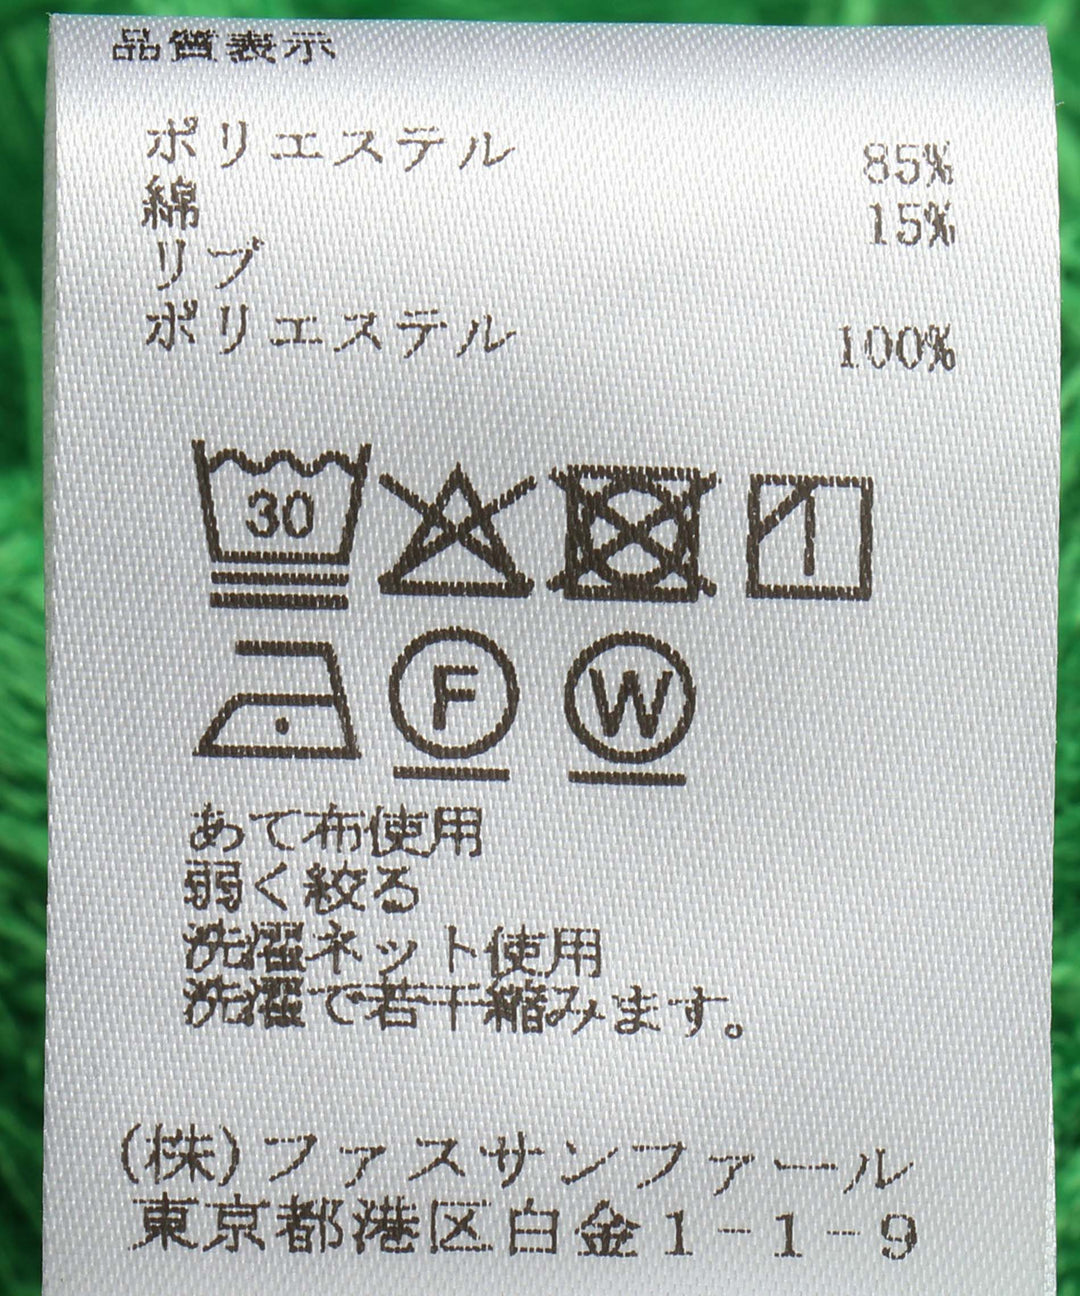 品質表示
ポリエステル 85%
綿 15%
リブ
ポリエステル 100%
30
F W
あて布使用
弱く絞る
洗濯ネット使用
洗濯で若干縮みます。
(株)ファスサンファール
東京都港区白金1-1-9